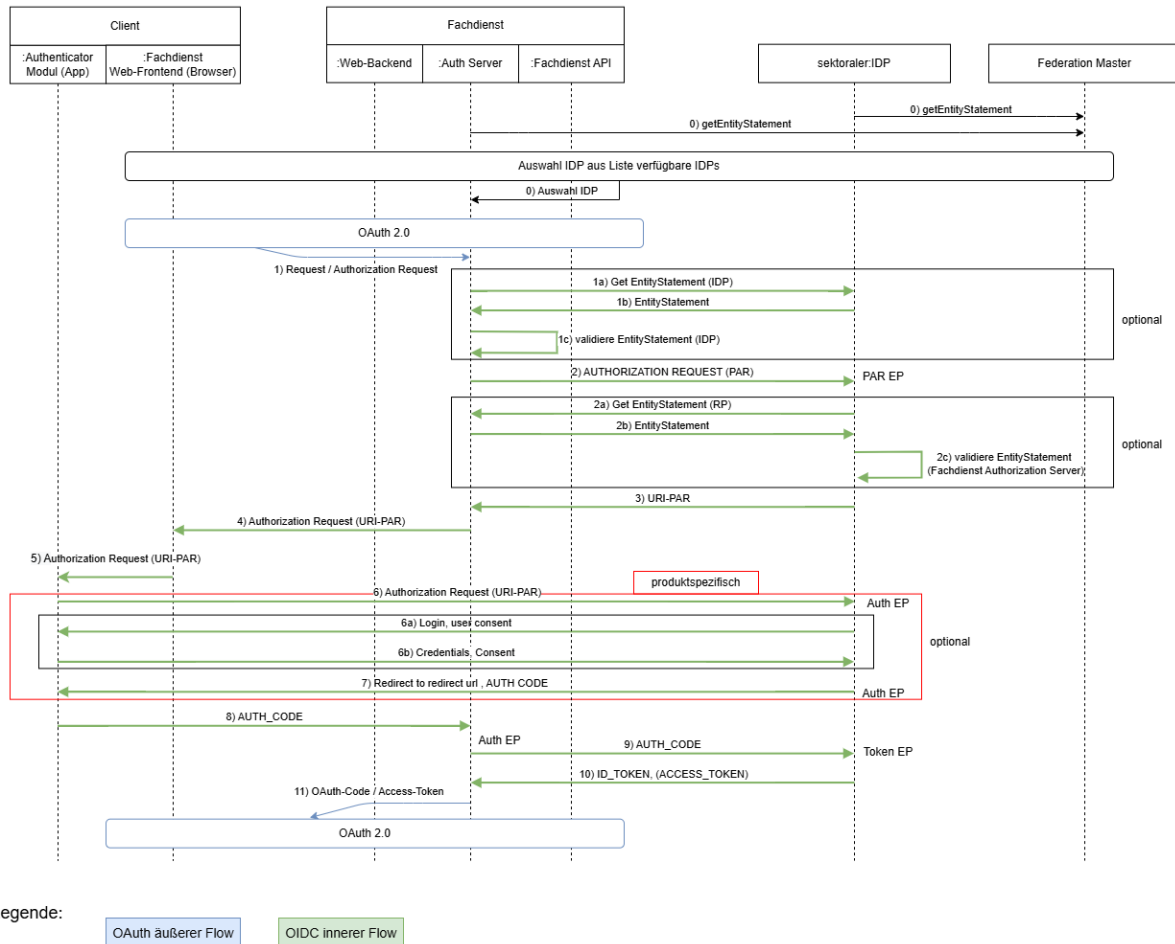 Client
Fachdienst
:Authenticator
Modul (App)
:Fachdienst
Web-Frontend (Browser)
:Web-Backend
:Auth Server
:Fachdienst API
sektoraler:IDP
Federation Master
0) getEntityStatement
0) getEntityStatement
Auswahl IDP aus Liste verfügbare IDPs
0) Auswahl IDP
OAuth 2.0
1) Request / Authorization Request
1a) Get EntityStatement (IDP)
1b) EntityStatement
optional
1c) validiere EntityStatement (IDP)
2) AUTHORIZATION REQUEST (PAR)
PAR EP
2a) Get EntityStatement (RP)
2b) EntityStatement
optional
2c) validiere EntityStatement
(Fachdienst Authorization Server)
3) URI-PAR
4) Authorization Request (URI-PAR)
5) Authorization Request (URI-PAR)
produktspezifisch
6) Authorization Request (URI-PAR)
Auth EP
6a) Login, user consent
optional
6b) Credentials, Consent
7) Redirect to redirect url , AUTH CODE
Auth EP
8) AUTH_CODE
Auth EP
9) AUTH_CODE
Token EP
10) ID_TOKEN, (ACCESS_TOKEN)
11) OAuth-Code / Access-Token
OAuth 2.0
egende:
OAuth äußerer Flow
OIDC innerer Flow